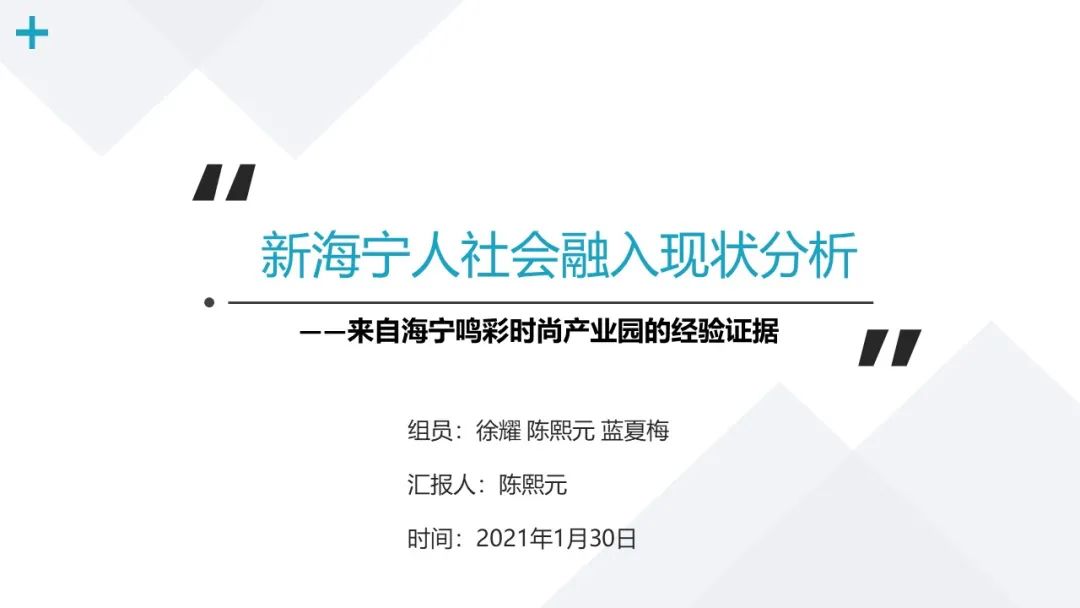 新海宁人社会融入现状分析
——来自海宁鸣彩时尚产业园的经验证据
组员：徐耀 陈熙元 蓝夏梅
汇报人：陈熙元
时间：2021年1月30日